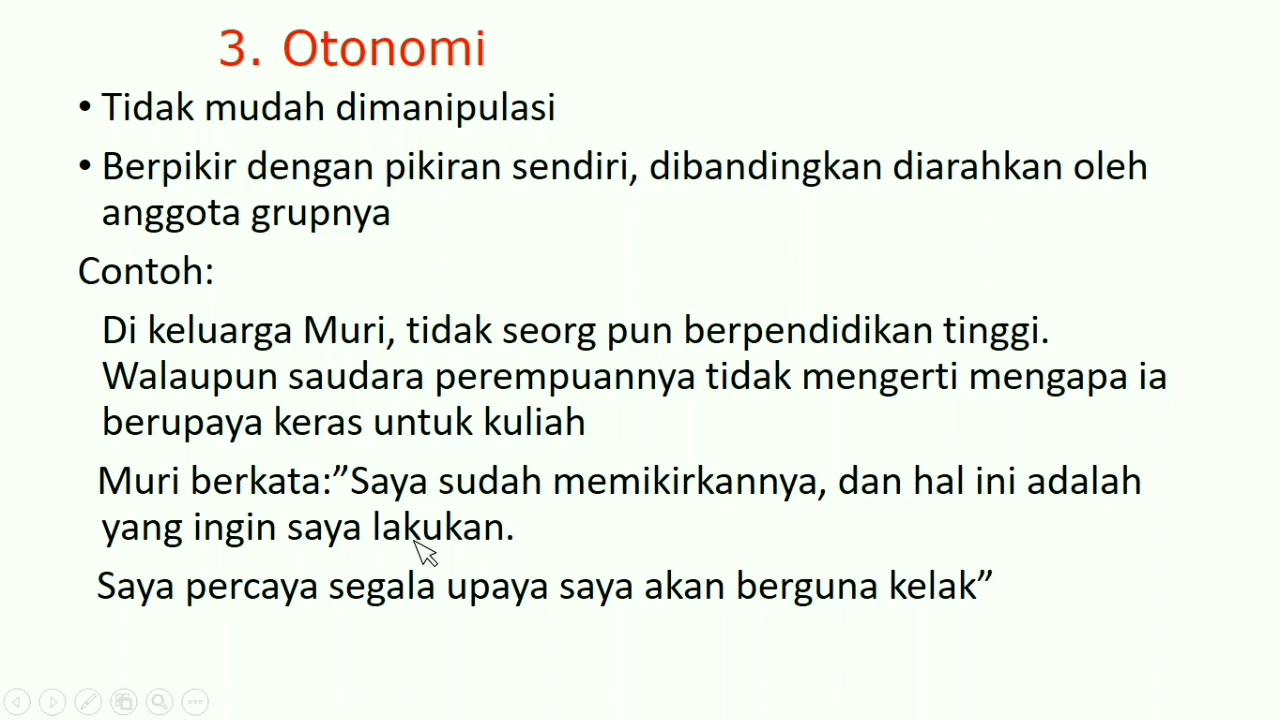 3. Otonomi
• Tidak mudah dimanipulasi
• Berpikir dengan pikiran sendiri, dibandingkan diarahkan oleh
anggota grupnya
Contoh:
Di keluarga Muri, tidak seorg pun berpendidikan tinggi.
Walaupun saudara perempuannya tidak mengerti mengapa ia
berupaya keras untuk kuliah
Muri berkata:”Saya sudah memikirkannya, dan hal ini adalah
yang ingin saya lakukan.
Saya percaya segala upaya saya akan berguna kelak”